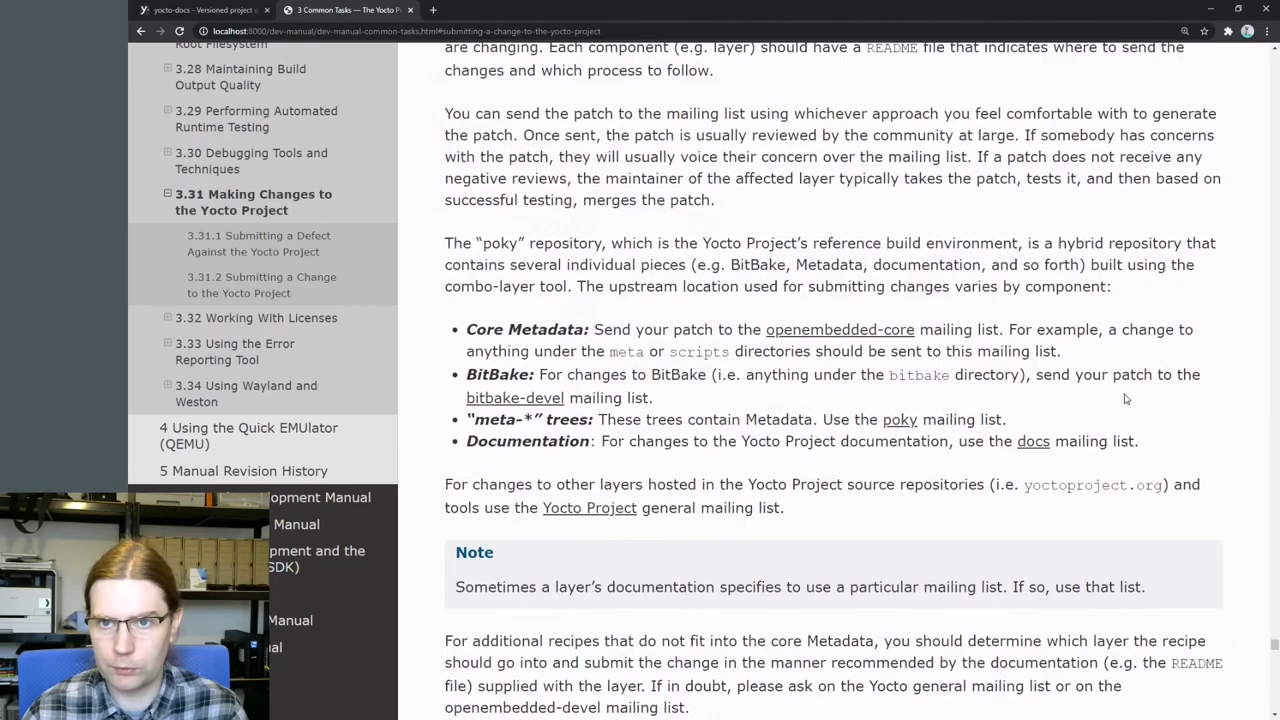 yocto-docs - Versioned project
3 Common Tasks — The Yocto P
localhost:8000/dev-manual/dev-manual-common-tasks.html#submitting-a-change-to-the-yocto-project
Root Filesystem
3.28 Maintaining Build
Output Quality
3.29 Performing Automated
Runtime Testing
3.30 Debugging Tools and
Techniques
3.31 Making Changes to
the Yocto Project
3.31.1 Submitting a Defect
Against the Yocto Project
3.31.2 Submitting a Change
to the Yocto Project
3.32 Working With Licenses
3.33 Using the Error
Reporting Tool
3.34 Using Wayland and
Weston
4 Using the Quick EMUlator
(QEMU)
5 Manual Revision History
opment Manual
Manual
pment and the
SDK)
Manual
al
are changing. Each component (e.g. layer) should have a README file that indicates where to send the
changes and which process to follow.
You can send the patch to the mailing list using whichever approach you feel comfortable with to generate
the patch. Once sent, the patch is usually reviewed by the community at large. If somebody has concerns
with the patch, they will usually voice their concern over the mailing list. If a patch does not receive any
negative reviews, the maintainer of the affected layer typically takes the patch, tests it, and then based on
successful testing, merges the patch.
The “poky” repository, which is the Yocto Project’s reference build environment, is a hybrid repository that
contains several individual pieces (e.g. BitBake, Metadata, documentation, and so forth) built using the
combo-layer tool. The upstream location used for submitting changes varies by component:
• Core Metadata: Send your patch to the openembedded-core mailing list. For example, a change to
anything under the meta or scripts directories should be sent to this mailing list.
• BitBake: For changes to BitBake (i.e. anything under the bitbake directory), send your patch to the
bitbake-devel mailing list.
• “meta-*” trees: These trees contain Metadata. Use the poky mailing list.
• Documentation: For changes to the Yocto Project documentation, use the docs mailing list.
For changes to other layers hosted in the Yocto Project source repositories (i.e. yoctoproject.org) and
tools use the Yocto Project general mailing list.
Note
Sometimes a layer’s documentation specifies to use a particular mailing list. If so, use that list.
For additional recipes that do not fit into the core Metadata, you should determine which layer the recipe
should go into and submit the change in the manner recommended by the documentation (e.g. the README
file) supplied with the layer. If in doubt, please ask on the Yocto general mailing list or on the
openembedded-devel mailing list.